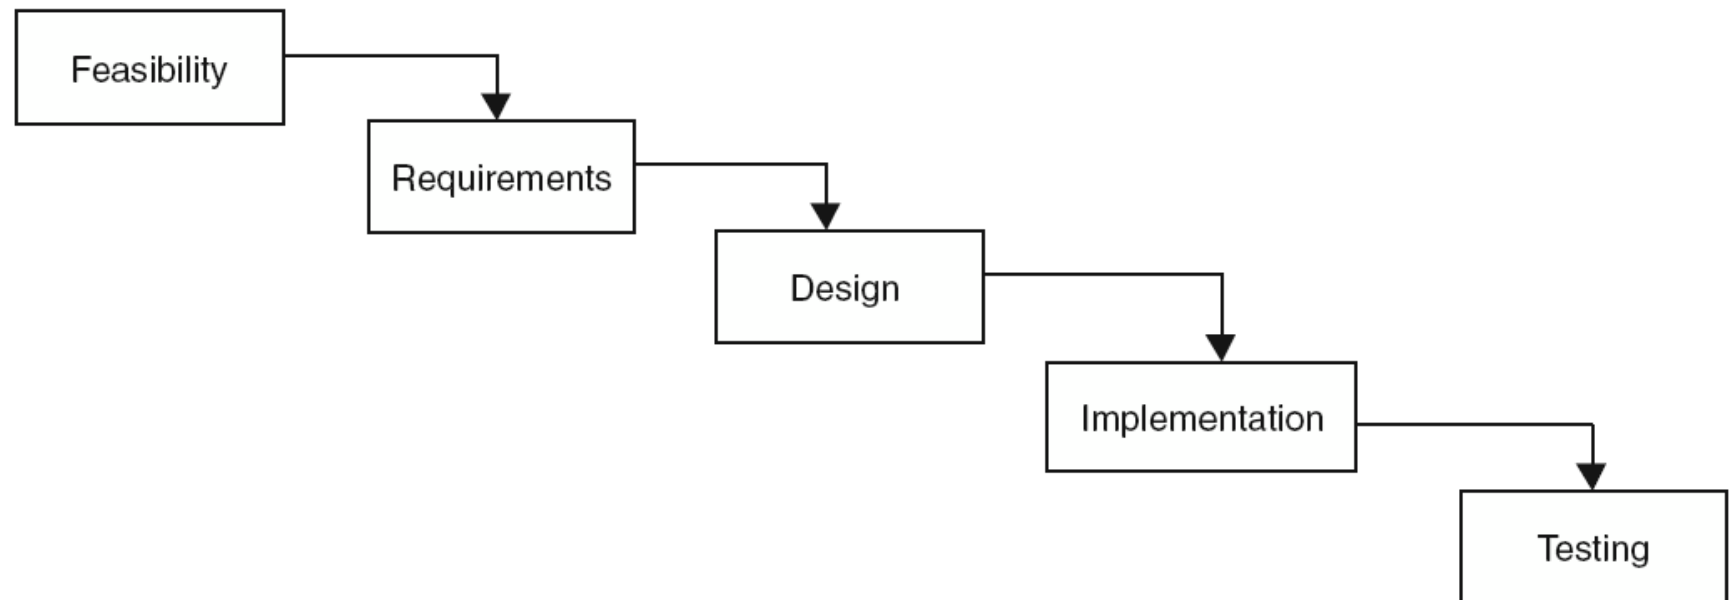 Feasibility
Requirements
Design
Implementation
Testing